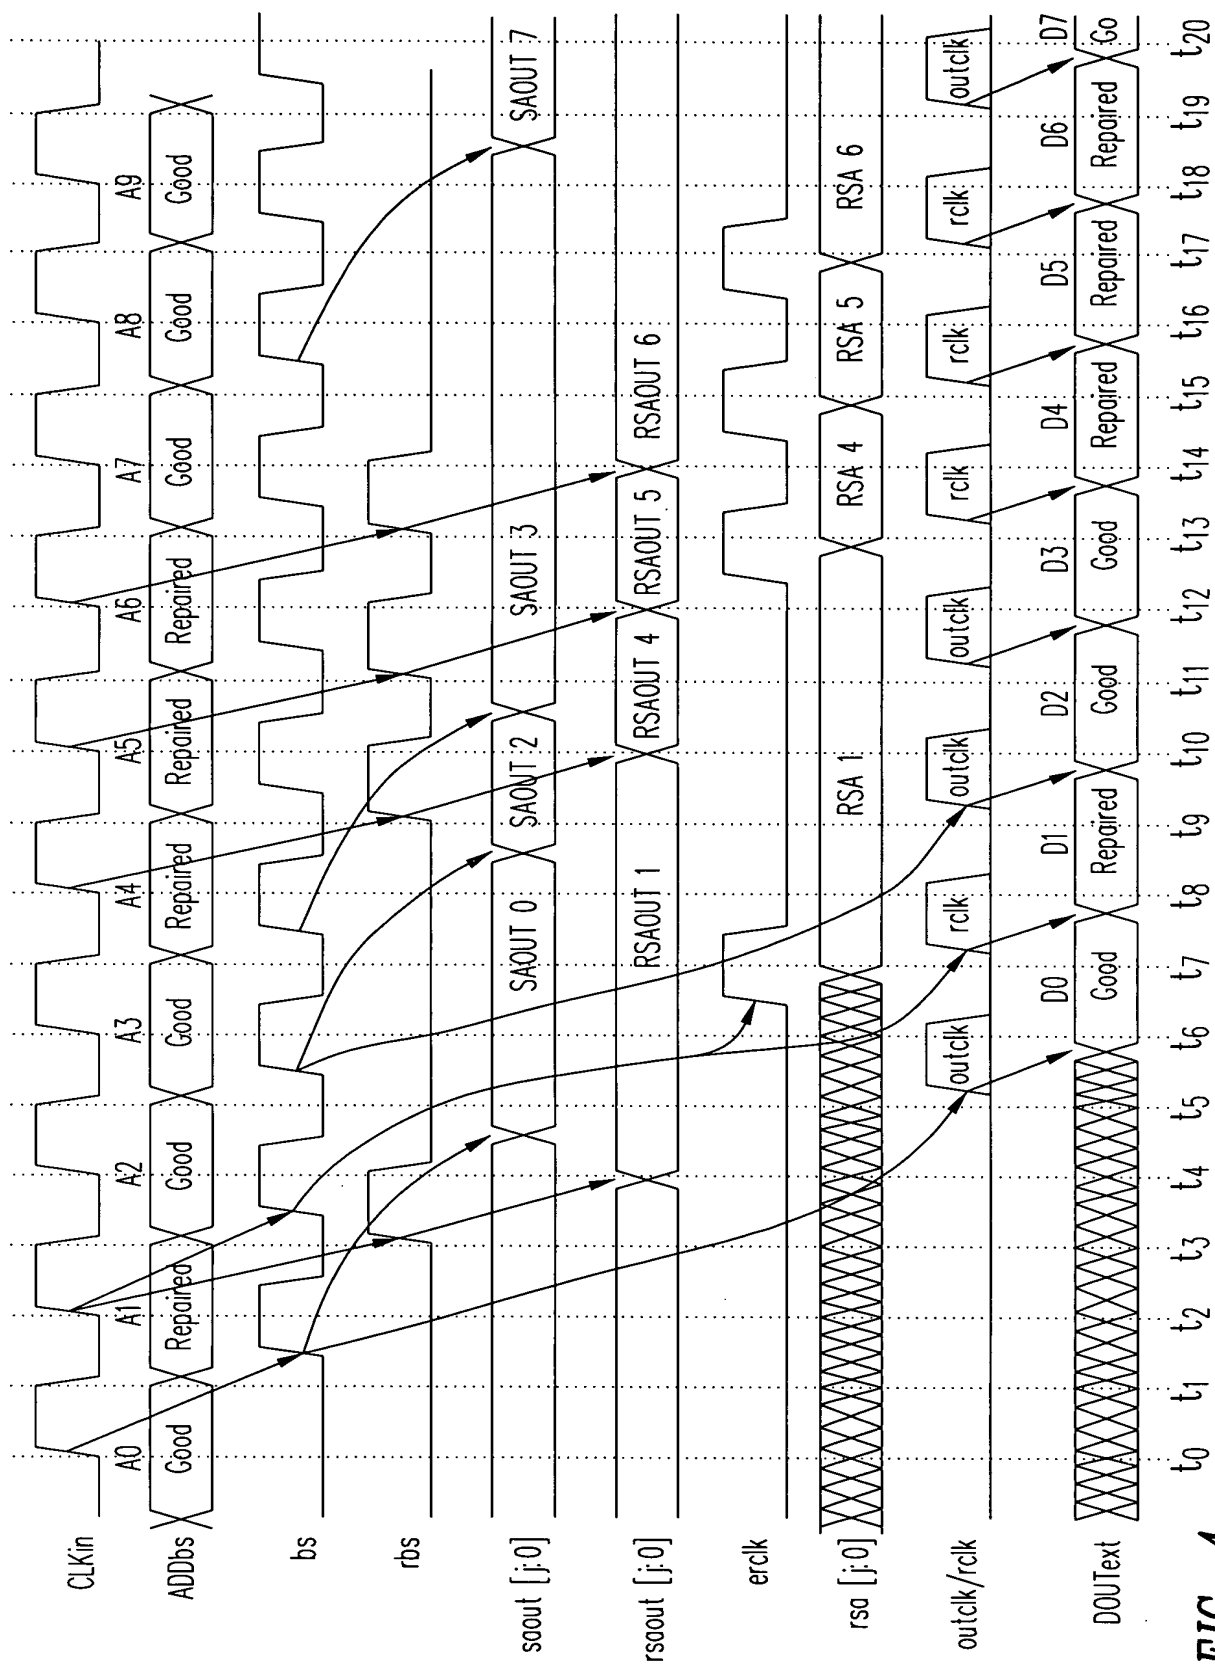 CLKin
A0 A1 A2 A3 A4 A5 A6 A7 A8 A9
ADDbs Good Repaired Good Good Repaired Repaired Repaired Good Good Good
bs
rbs
saout [j:0] SAOUT 0 SAOUT 2 SAOUT 3 SAOUT 7
rsaout [j:0] RSAOUT 1 RSAOUT 4 RSAOUT 5 RSAOUT 6
erclk
rsa [j:0] RSA 1 RSA 4 RSA 5 RSA 6
outclk/rclk outclk rclk outclk outclk rclk rclk rclk outclk
D0 D1 D2 D3 D4 D5 D6 D7
DOUText Good Repaired Good Good Repaired Repaired Repaired Go
t0 t1 t2 t3 t4 t5 t6 t7 t8 t9 t10 t11 t12 t13 t14 t15 t16 t17 t18 t19 t20
FIG. 4